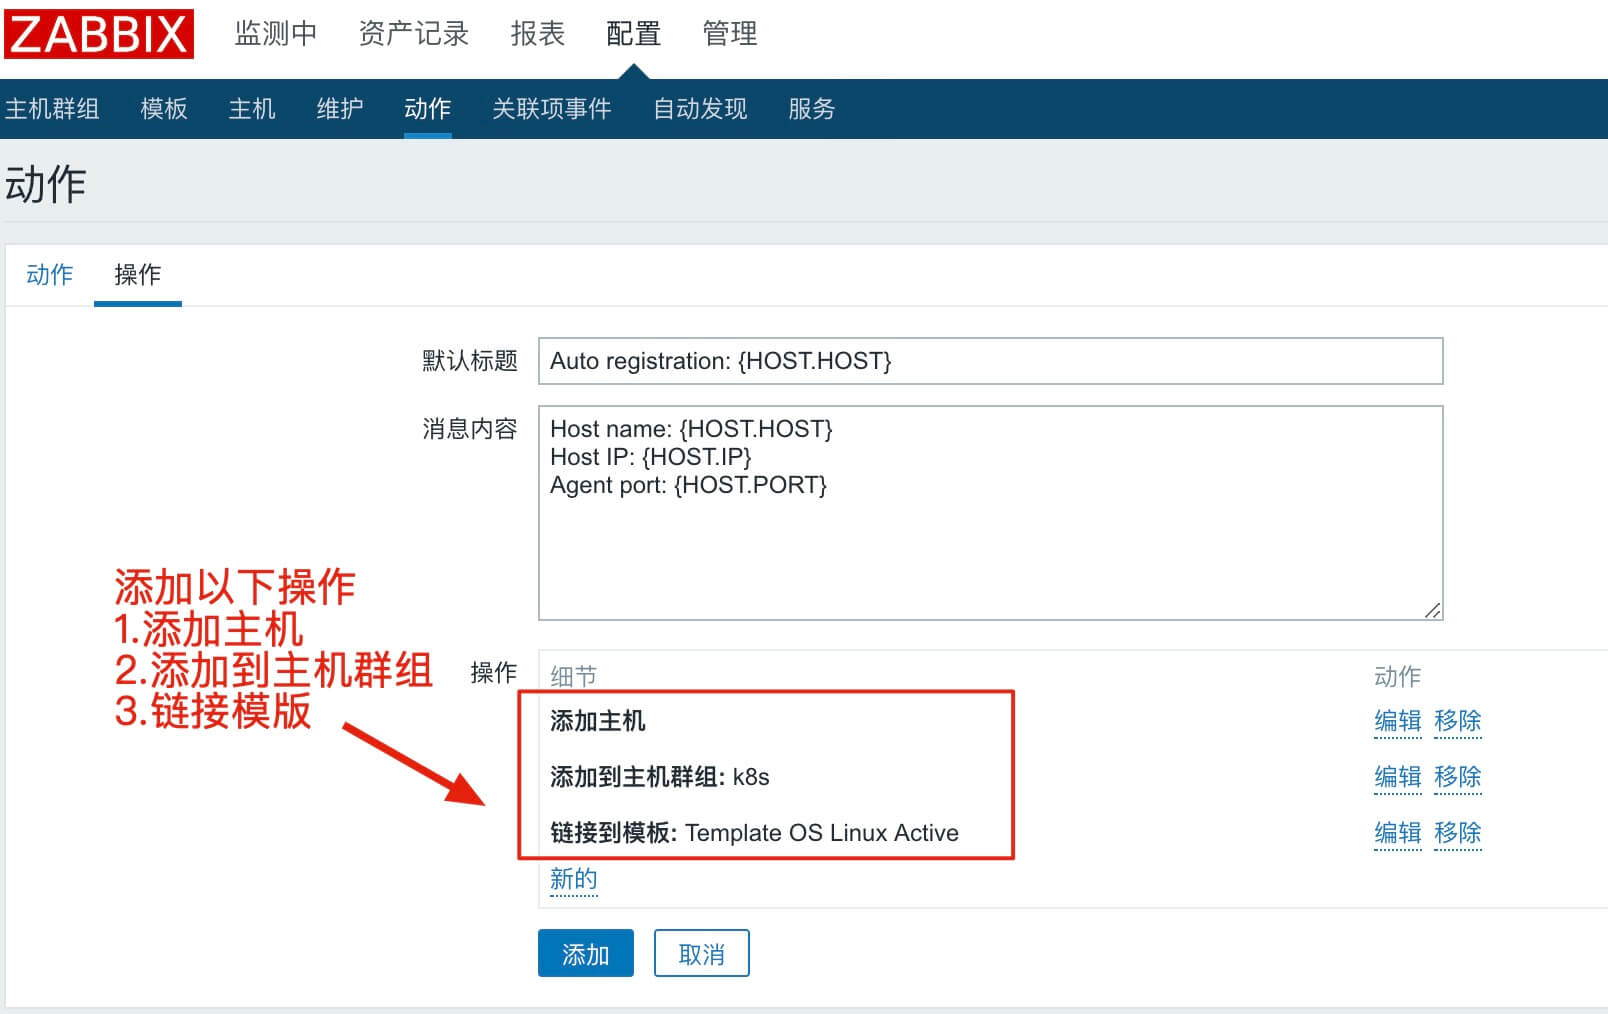 ZABBIX 监测中 资产记录 报表 配置 管理
主机群组 模板 主机 维护 动作 关联项事件 自动发现 服务
动作
动作 操作
默认标题 Auto registration: {HOST.HOST}
消息内容 Host name: {HOST.HOST}
Host IP: {HOST.IP}
Agent port: {HOST.PORT}
添加以下操作
1.添加主机
2.添加到主机群组
3.链接模版
操作 细节 动作
添加主机 编辑 移除
添加到主机群组: k8s 编辑 移除
链接到模板: Template OS Linux Active 编辑 移除
新的
添加 取消